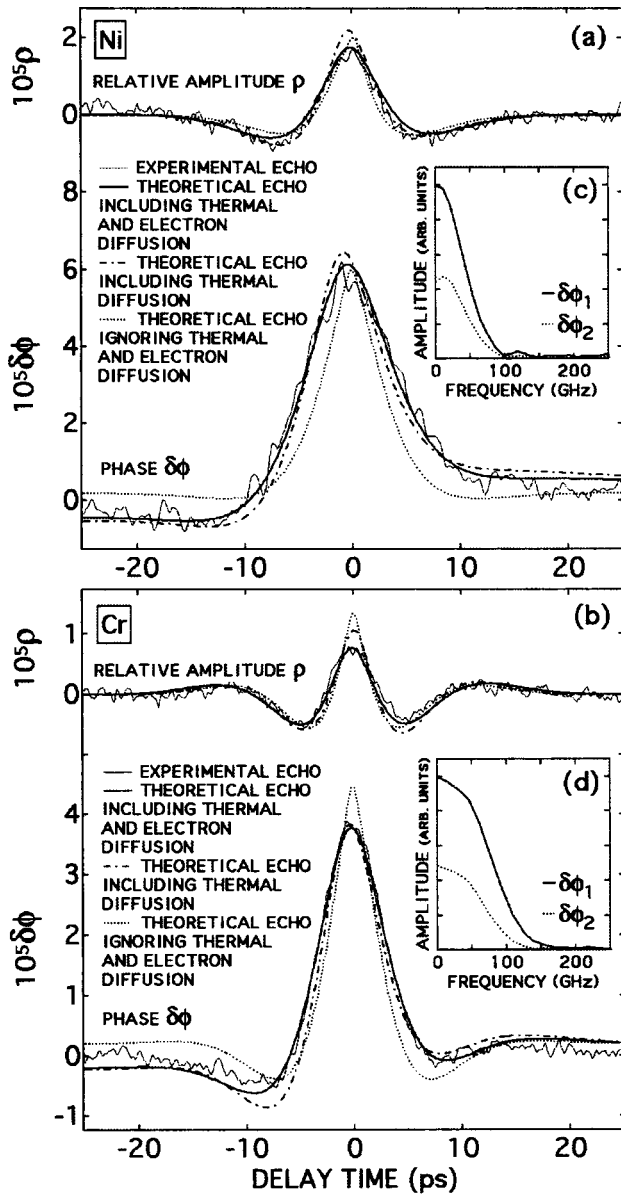 Ni
(a)
10⁵ρ
2
0
RELATIVE AMPLITUDE ρ
EXPERIMENTAL ECHO
THEORETICAL ECHO
INCLUDING THERMAL
AND ELECTRON
DIFFUSION
THEORETICAL ECHO
INCLUDING THERMAL
DIFFUSION
THEORETICAL ECHO
IGNORING THERMAL
AND ELECTRON
DIFFUSION
(c)
AMPLITUDE (ARB. UNITS)
δϕ₁
δϕ₂
0 100 200
FREQUENCY (GHz)
10⁵δϕ
8
6
4
2
0
PHASE δϕ
-20 -10 0 10 20
Cr
(b)
10⁵ρ
1
0
RELATIVE AMPLITUDE ρ
EXPERIMENTAL ECHO
THEORETICAL ECHO
INCLUDING THERMAL
AND ELECTRON
DIFFUSION
THEORETICAL ECHO
INCLUDING THERMAL
DIFFUSION
THEORETICAL ECHO
IGNORING THERMAL
AND ELECTRON
DIFFUSION
(d)
AMPLITUDE (ARB. UNITS)
δϕ₁
δϕ₂
0 100 200
FREQUENCY (GHz)
10⁵δϕ
4
3
2
1
0
-1
PHASE δϕ
-20 -10 0 10 20
DELAY TIME (ps)